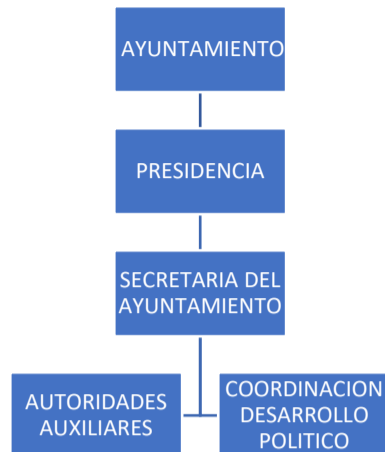 AYUNTAMIENTO
PRESIDENCIA
SECRETARIA DEL
AYUNTAMIENTO
AUTORIDADES
AUXILIARES
COORDINACION
DESARROLLO
POLITICO